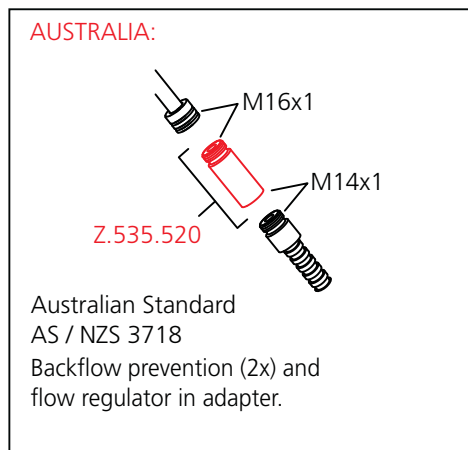 AUSTRALIA:
M16x1
M14x1
Z.535.520
Australian Standard
AS / NZS 3718
Backflow prevention (2x) and
flow regulator in adapter.